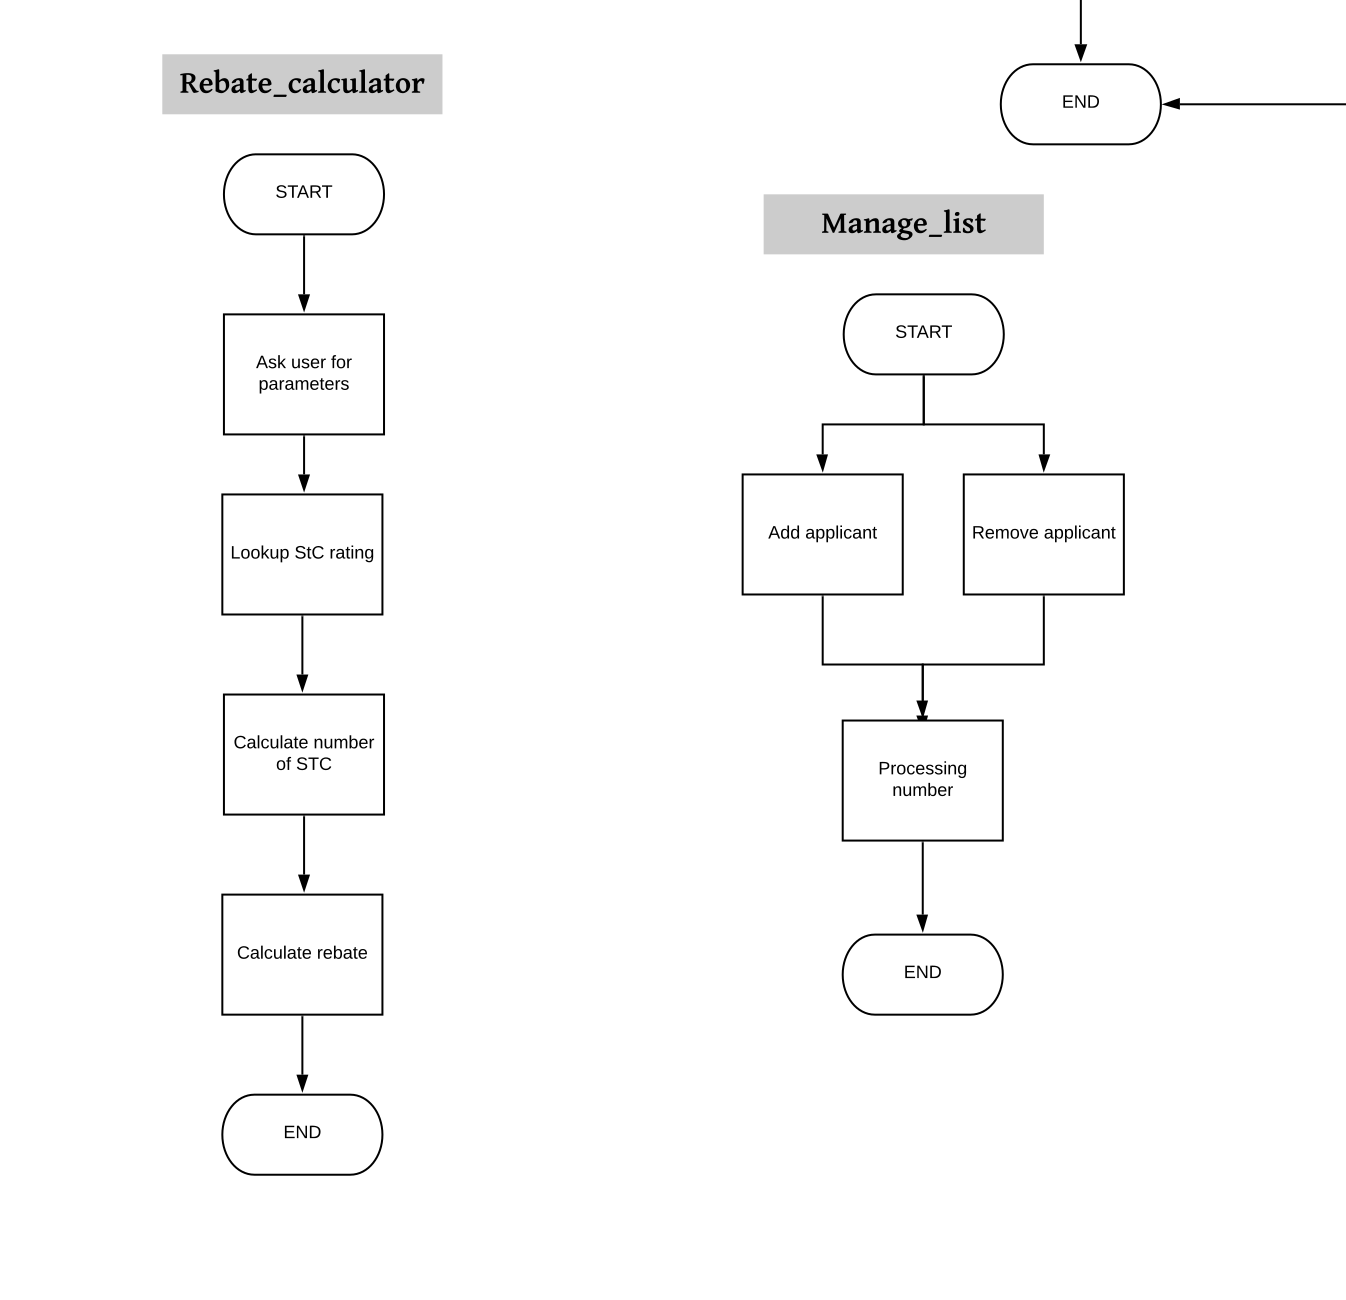 Rebate_calculator
START
Ask user for
parameters
Lookup StC rating
Calculate number
of STC
Calculate rebate
END
END
Manage_list
START
Add applicant
Remove applicant
Processing
number
END